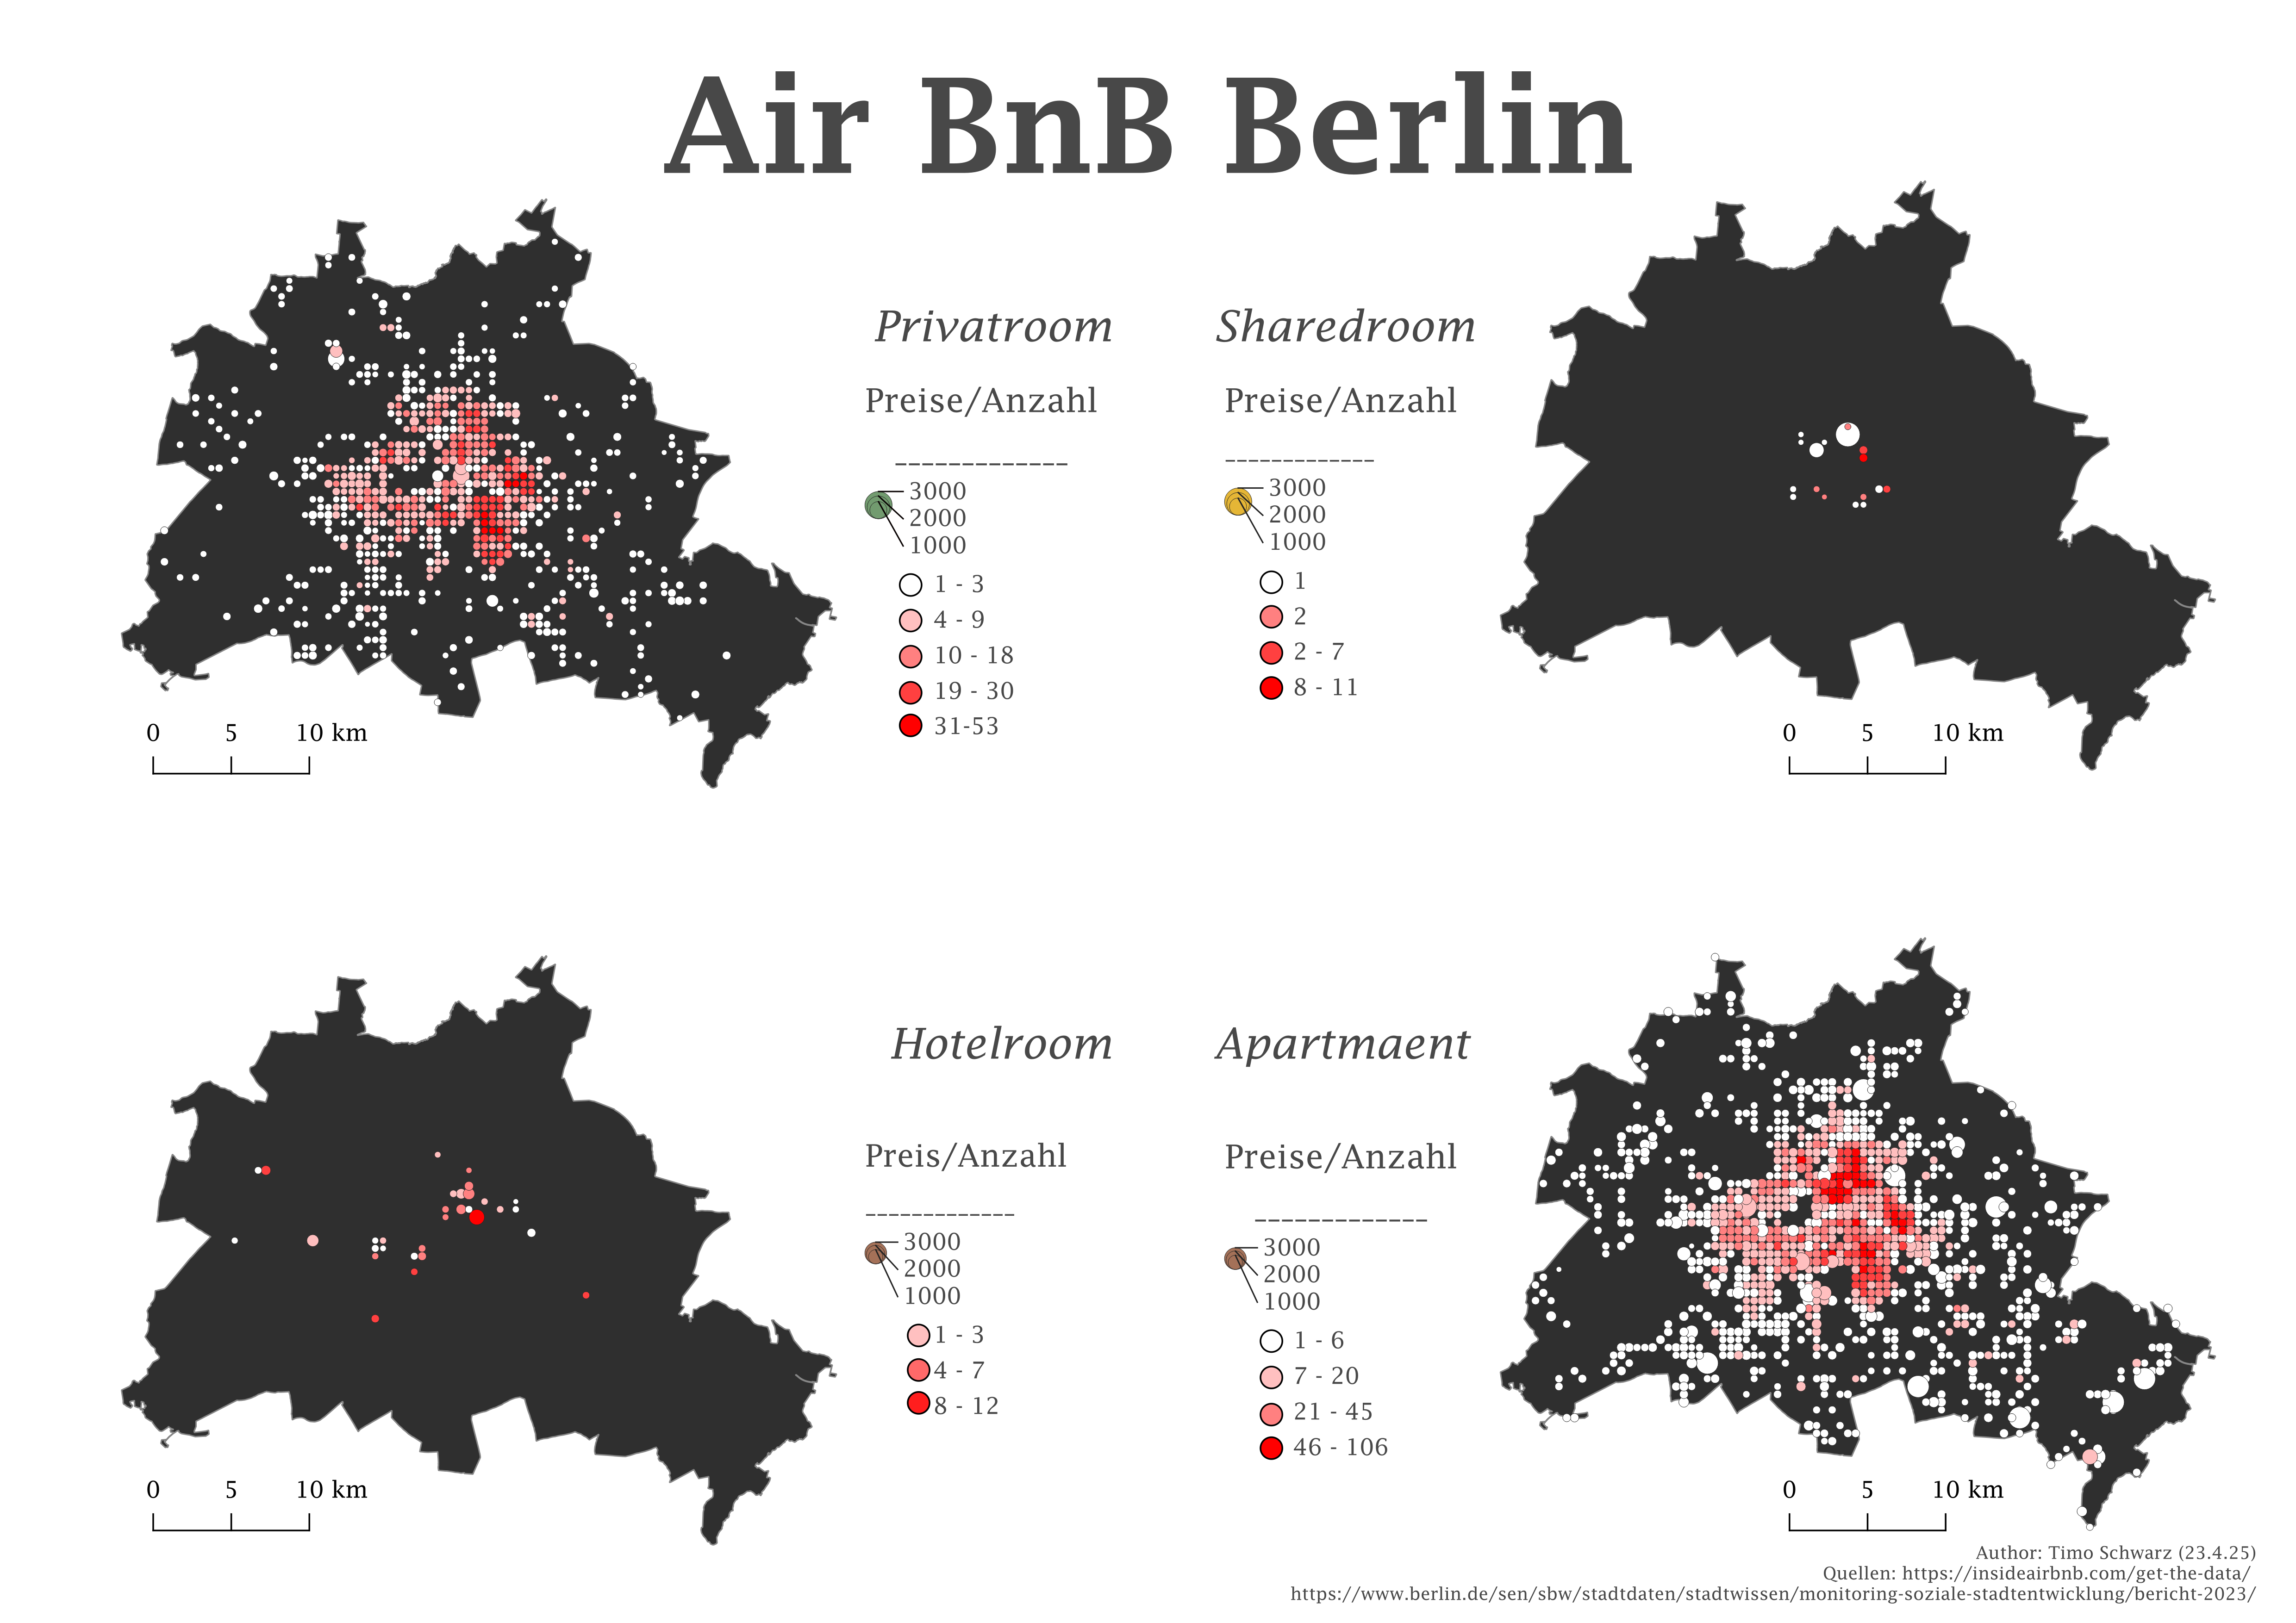 Air BnB Berlin
Privatroom
Preise/Anzahl
3000
2000
1000
1 - 3
4 - 9
10 - 18
19 - 30
31-53
0 5 10 km
Sharedroom
Preise/Anzahl
3000
2000
1000
1
2
2 - 7
8 - 11
0 5 10 km
Hotelroom
Preis/Anzahl
3000
2000
1000
1 - 3
4 - 7
8 - 12
0 5 10 km
Apartmaent
Preise/Anzahl
3000
2000
1000
1 - 6
7 - 20
21 - 45
46 - 106
0 5 10 km
Author: Timo Schwarz (23.4.25)
Quellen: https://insideairbnb.com/get-the-data/
https://www.berlin.de/sen/sbw/stadtdaten/stadtwissen/monitoring-soziale-stadtentwicklung/bericht-2023/